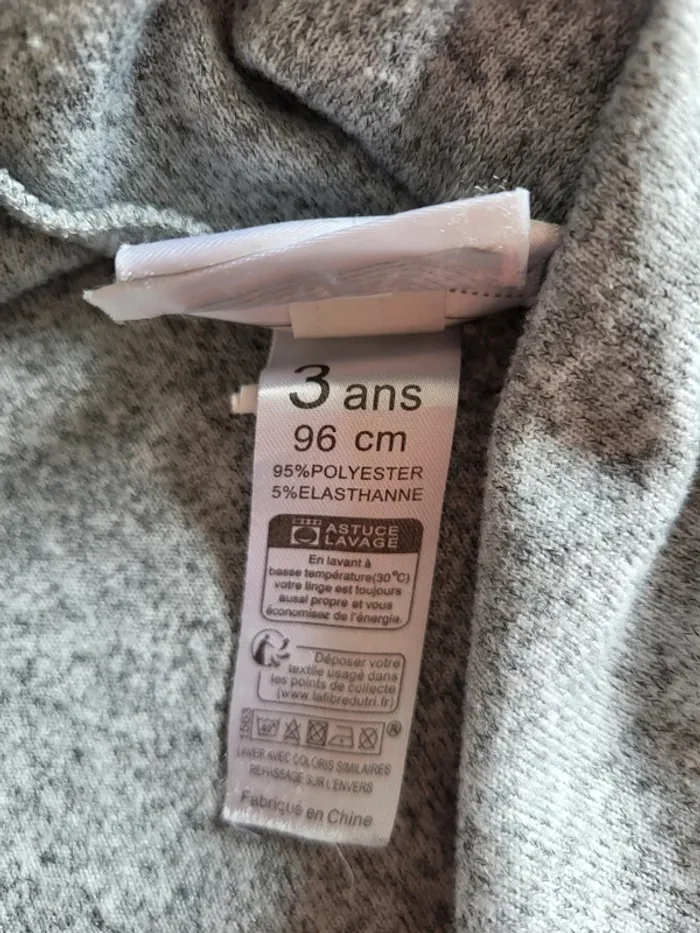 3 ans
96 cm
95%POLYESTER
5%ELASTHANNE
ASTUCE
LAVAGE
En lavant à
basse température(30°C)
votre linge est toujours
aussi propre et vous
économisez de l'énergie.
Déposer votre
textile usagé dans
les points de collecte
(www.lafibredutri.fr)
®
LAVER AVEC COLORIS SIMILAIRES
REPASSAGE SUR L'ENVERS
Fabriqué en Chine